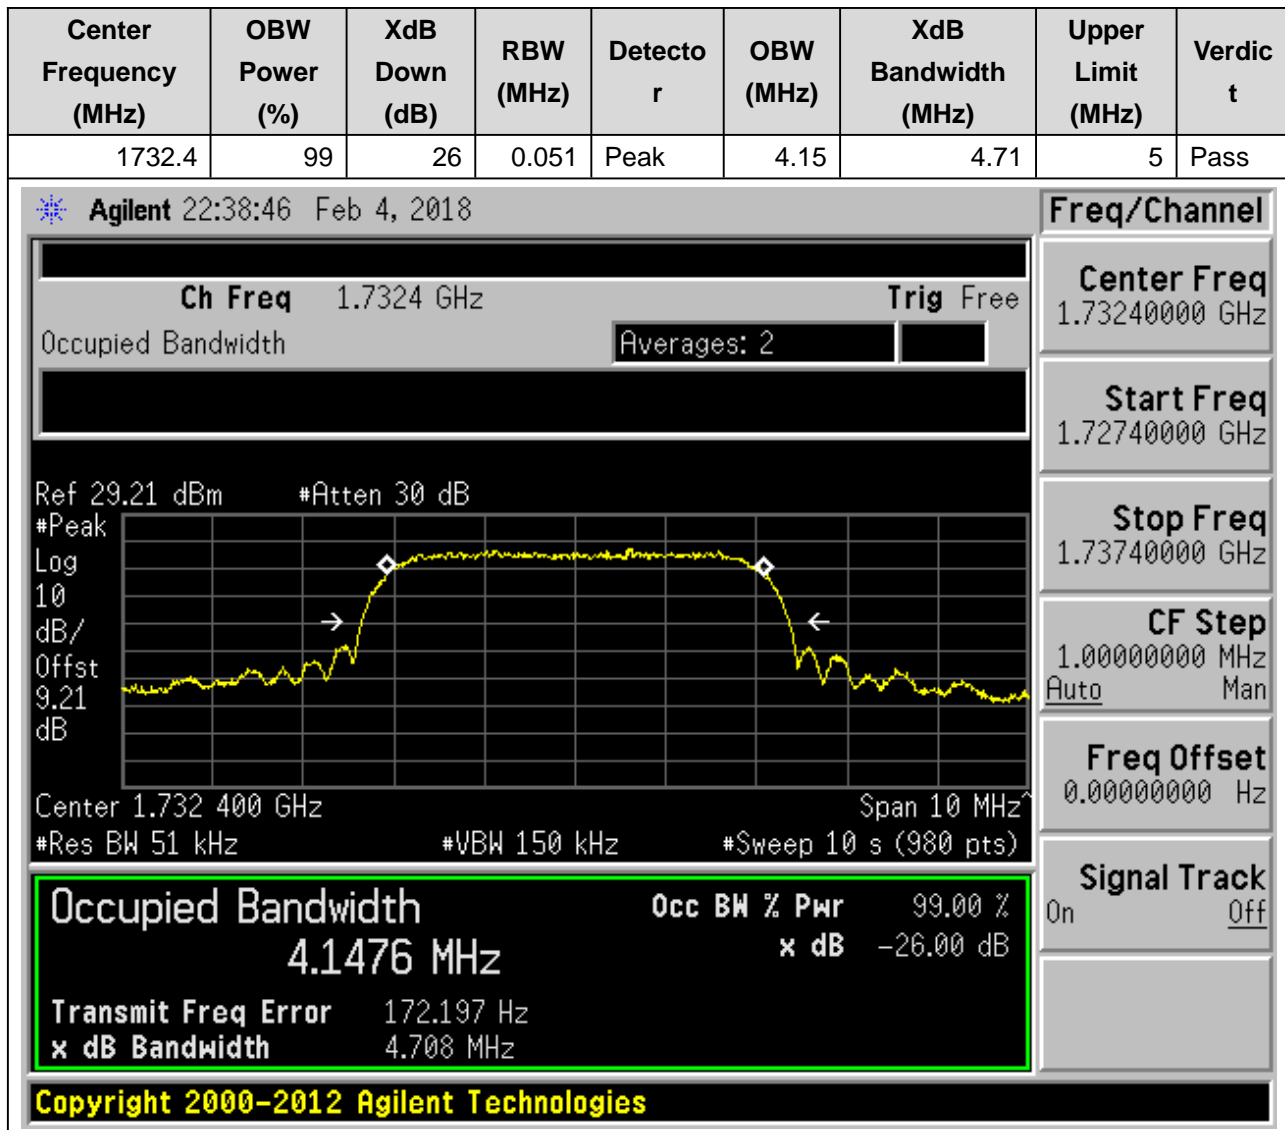 Center Frequency (MHz) OBW Power (%) XdB Down (dB) RBW (MHz) Detecto r OBW (MHz) XdB Bandwidth (MHz) Upper Limit (MHz) Verdic t
1732.4 99 26 0.051 Peak 4.15 4.71 5 Pass
Agilent 22:38:46 Feb 4, 2018
Freq/Channel
Ch Freq 1.7324 GHz Trig Free
Occupied Bandwidth Averages: 2
Center Freq
1.73240000 GHz
Start Freq
1.72740000 GHz
Stop Freq
1.73740000 GHz
CF Step
1.00000000 MHz
Auto Man
Freq Offset
0.00000000 Hz
Signal Track
On Off
Ref 29.21 dBm #Atten 30 dB
#Peak
Log
10
dB/
Offst
9.21
dB
Center 1.732 400 GHz Span 10 MHz^
#Res BW 51 kHz #VBW 150 kHz #Sweep 10 s (980 pts)
Occupied Bandwidth Occ BW % Pwr 99.00 %
4.1476 MHz x dB -26.00 dB
Transmit Freq Error 172.197 Hz
x dB Bandwidth 4.708 MHz
Copyright 2000-2012 Agilent Technologies